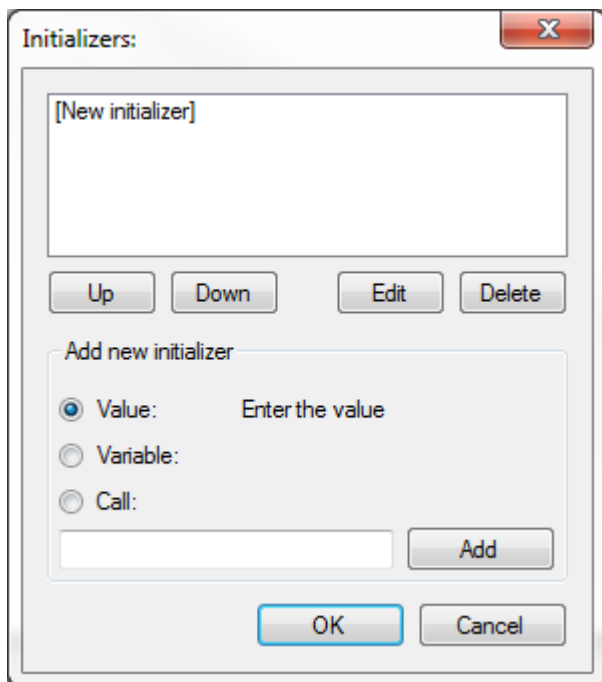 Initializers:
[New initializer]
Up Down Edit Delete
Add new initializer
Value: Enter the value
Variable:
Call:
Add
OK Cancel